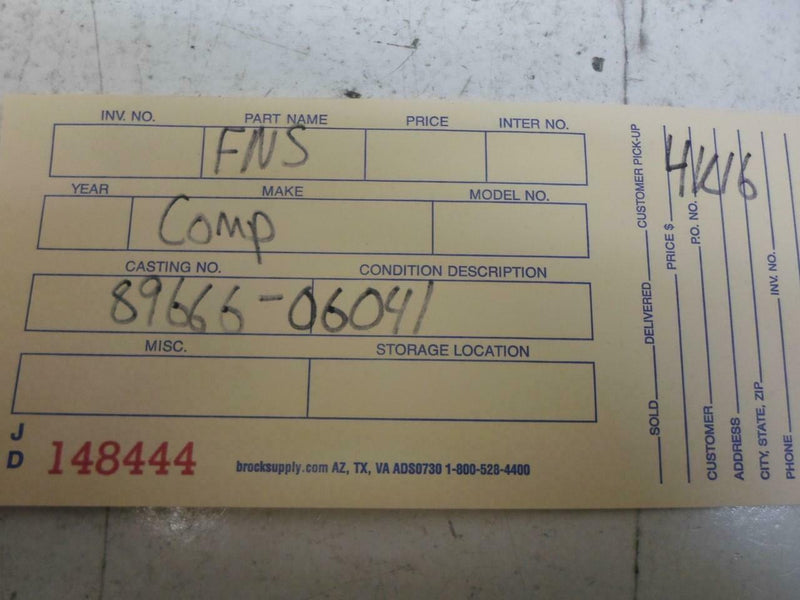 INV. NO. PART NAME PRICE INTER NO.
FNS
YEAR MAKE MODEL NO.
Comp
CASTING NO. CONDITION DESCRIPTION
89666-06041
MISC. STORAGE LOCATION
JD 148444 brocksupply.com AZ, TX, VA ADS0730 1-800-528-4400
SOLD DELIVERED CUSTOMER PICK-UP
PRICE $
P.O. NO.
CUSTOMER
ADDRESS
CITY, STATE, ZIP
INV. NO.
PHONE